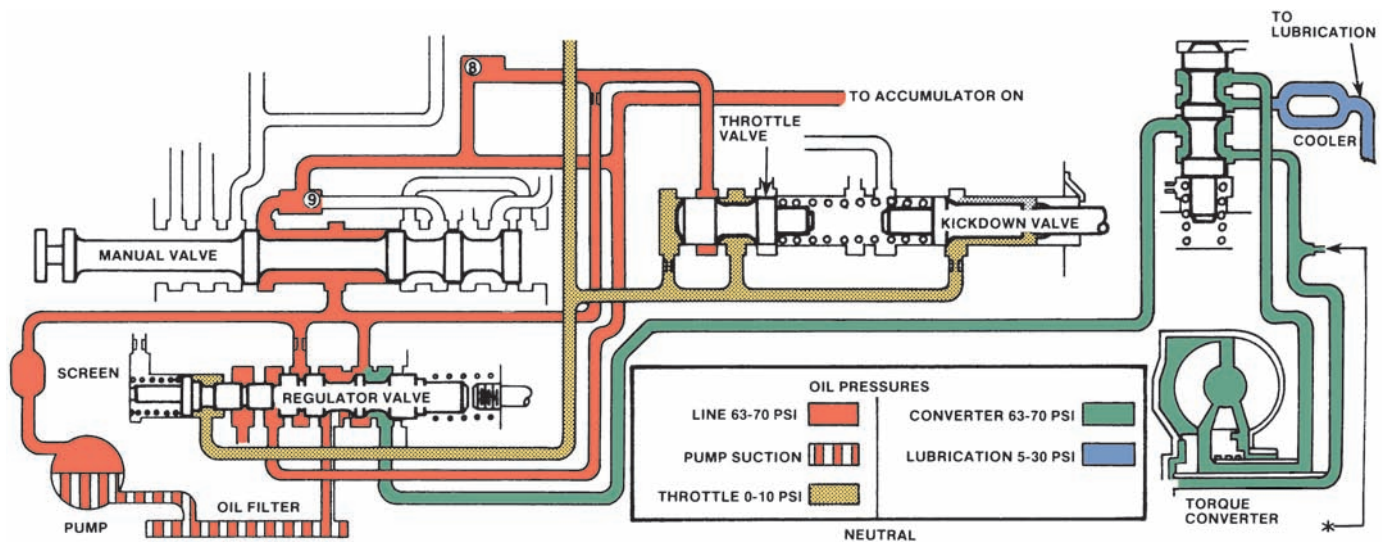 TO
LUBRICATION
8
TO ACCUMULATOR ON
THROTTLE
VALVE
COOLER
9
MANUAL VALVE
KICKDOWN VALVE
SCREEN
REGULATOR VALVE
OIL PRESSURES
LINE 63-70 PSI
CONVERTER 63-70 PSI
PUMP SUCTION
LUBRICATION 5-30 PSI
THROTTLE 0-10 PSI
OIL FILTER
PUMP
TORQUE
CONVERTER
*
NEUTRAL